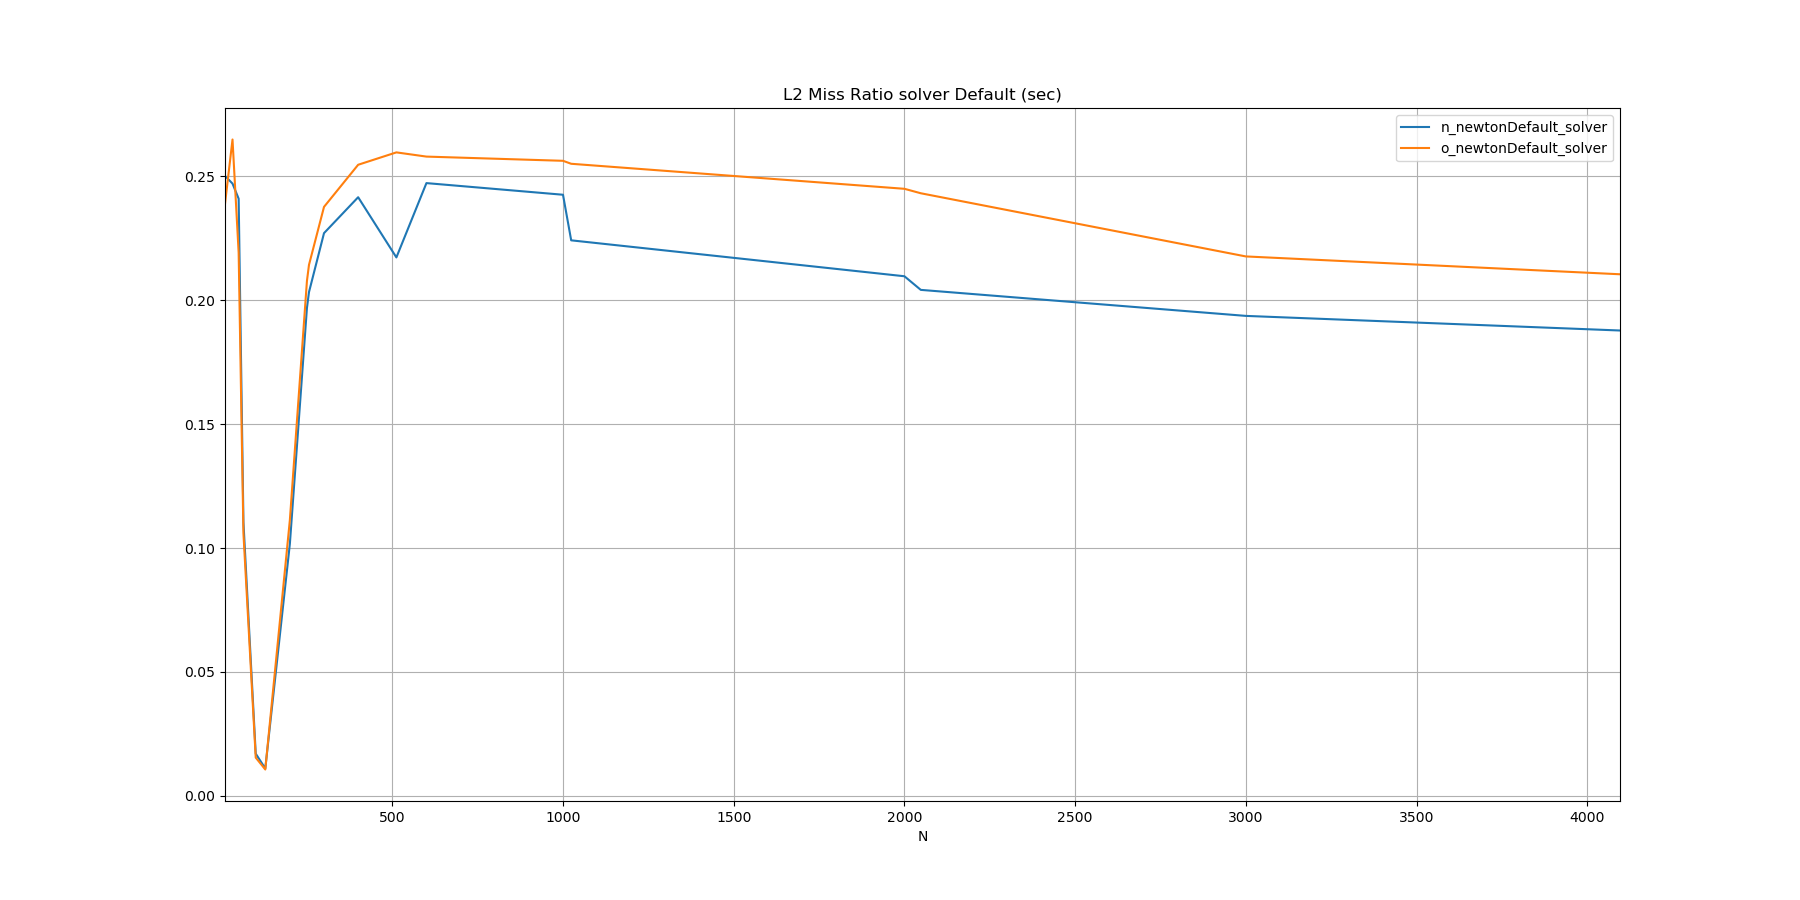 L2 Miss Ratio solver Default (sec)
n_newtonDefault_solver
o_newtonDefault_solver
0.25
0.20
0.15
0.10
0.05
0.00
500 1000 1500 2000 2500 3000 3500 4000
N